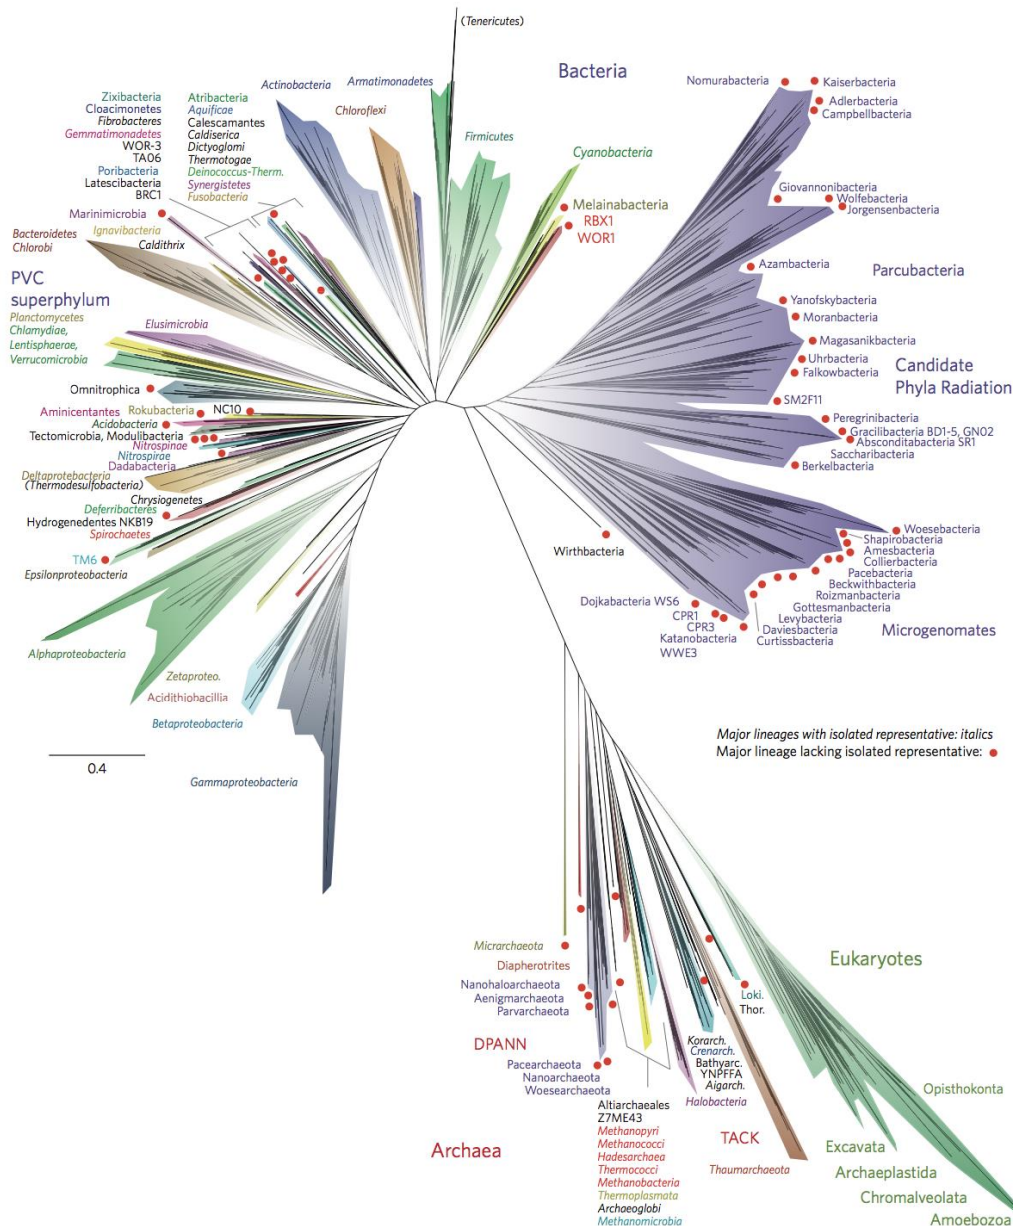 (Tenericutes)
Bacteria
Actinobacteria
Armatimonadetes
Zixibacteria
Cloacimonetes
Fibrobacteres
Gemmatimonadetes
WOR-3
TA06
Poribacteria
Latescibacteria
BRC1
Atribacteria
Aquificae
Calescamantes
Caldiserica
Dictyoglomi
Thermotogae
Deinococcus-Therm.
Synergistetes
Fusobacteria
Chloroflexi
Firmicutes
Cyanobacteria
Melainabacteria
RBX1
WOR1
Marinimicrobia
Ignavibacteria
Bacteroidetes
Chlorobi
Caldithrix
PVC
superphylum
Planctomycetes
Chlamydiae,
Lentisphaerae,
Verrucomicrobia
Elusimicrobia
Omnitrophica
Aminicentantes
Rokubacteria
NC10
Acidobacteria
Tectomicrobia, Modulibacteria
Nitrospinae
Nitrospirae
Dadabacteria
Deltaprotebacteria
(Thermodesulfobacteria)
Chrysiogenetes
Deferribacteres
Hydrogenedentes NKB19
Spirochaetes
TM6
Epsilonproteobacteria
Alphaproteobacteria
Zetaproteo.
Acidithiobacillia
Betaproteobacteria
Gammaproteobacteria
0.4
Nomurabacteria
Kaiserbacteria
Adlerbacteria
Campbellbacteria
Giovannonibacteria
Wolfebacteria
Jorgensenbacteria
Azambacteria
Parcubacteria
Yanofskybacteria
Moranbacteria
Magasanikbacteria
Uhrbacteria
Falkowbacteria
Candidate
Phyla Radiation
SM2F11
Peregrinibacteria
Gracilibacteria BD1-5, GN02
Absconditabacteria SR1
Saccharibacteria
Berkelbacteria
Woesebacteria
Shapirobacteria
Amesbacteria
Collierbacteria
Pacebacteria
Beckwithbacteria
Roizmanbacteria
Gottesmanbacteria
Levybacteria
Daviesbacteria
Curtissbacteria
Microgenomates
Wirthbacteria
Dojkabacteria WS6
CPR1
CPR3
Katanobacteria
WWE3
Major lineages with isolated representative: italics
Major lineage lacking isolated representative:
Micrarchaeota
Diapherotrites
Nanohaloarchaeota
Aenigmarchaeota
Parvarchaeota
DPANN
Pacearchaeota
Nanoarchaeota
Woesearchaeota
Archaea
Altiarchaeales
Z7ME43
Methanopyri
Methanococci
Hadesarchaea
Thermococci
Methanobacteria
Thermoplasmata
Archaeoglobi
Methanomicrobia
Halobacteria
Korarch.
Crenarch.
Bathyarc.
YNPFFA
Aigarch.
TACK
Thaumarchaeota
Loki.
Thor.
Eukaryotes
Opisthokonta
Excavata
Archaeplastida
Chromalveolata
Amoebozoa